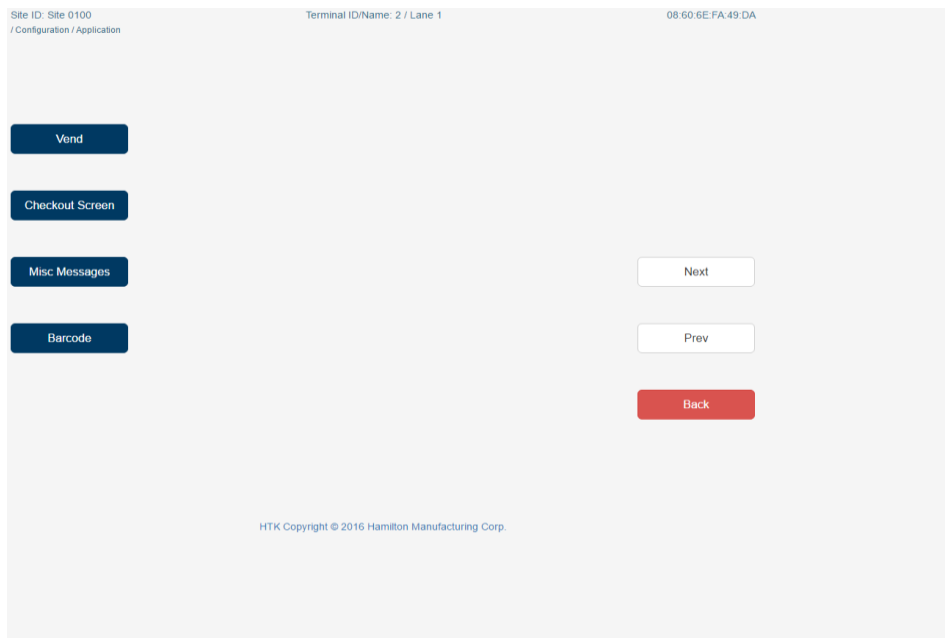 Site ID: Site 0100 Terminal ID/Name: 2 / Lane 1 08:60:6E:FA:49:DA
/ Configuration / Application
Vend
Checkout Screen
Misc Messages
Next
Barcode
Prev
Back
HTK Copyright © 2016 Hamilton Manufacturing Corp.